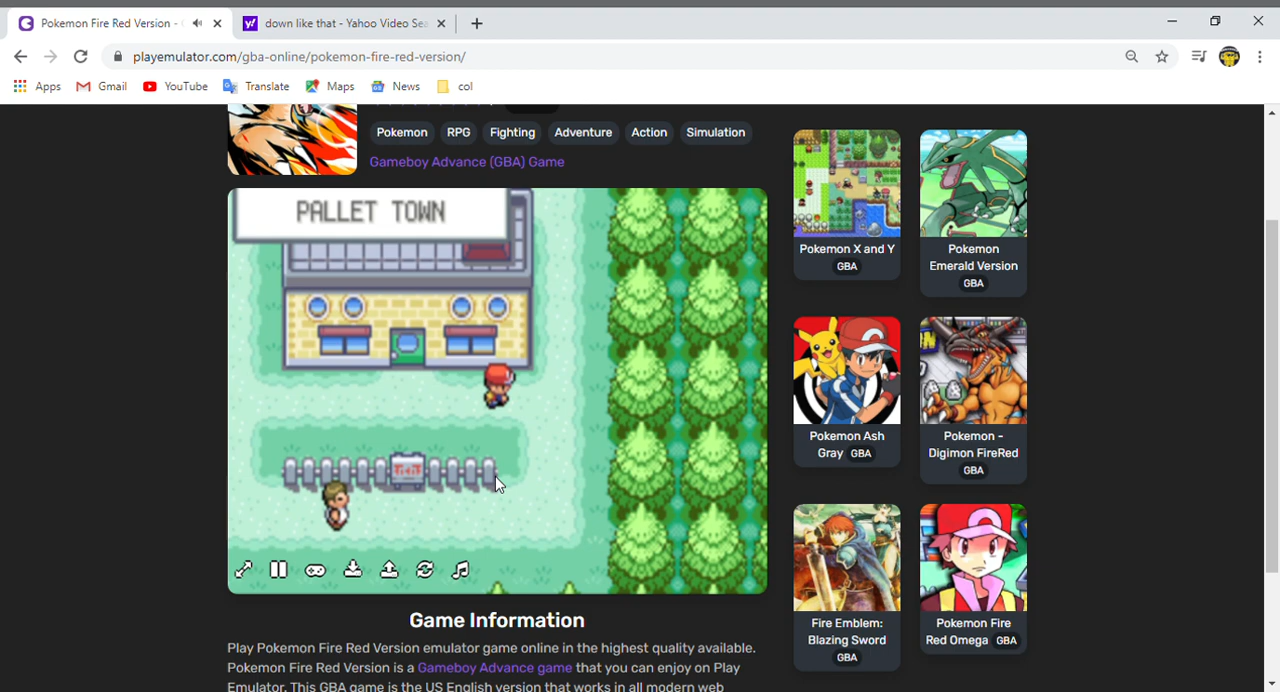 Pokemon Fire Red Version -
down like that - Yahoo Video Sea
playemulator.com/gba-online/pokemon-fire-red-version/
Apps Gmail YouTube Translate Maps News col
Pokemon RPG Fighting Adventure Action Simulation
Gameboy Advance (GBA) Game
PALLET TOWN
Pokemon X and Y
GBA
Pokemon
Emerald Version
GBA
Pokemon Ash
Gray GBA
Pokemon -
Digimon FireRed
GBA
Fire Emblem:
Blazing Sword
GBA
Pokemon Fire
Red Omega GBA
Game Information
Play Pokemon Fire Red Version emulator game online in the highest quality available.
Pokemon Fire Red Version is a Gameboy Advance game that you can enjoy on Play
Emulator. This GBA game is the US English version that works in all modern web